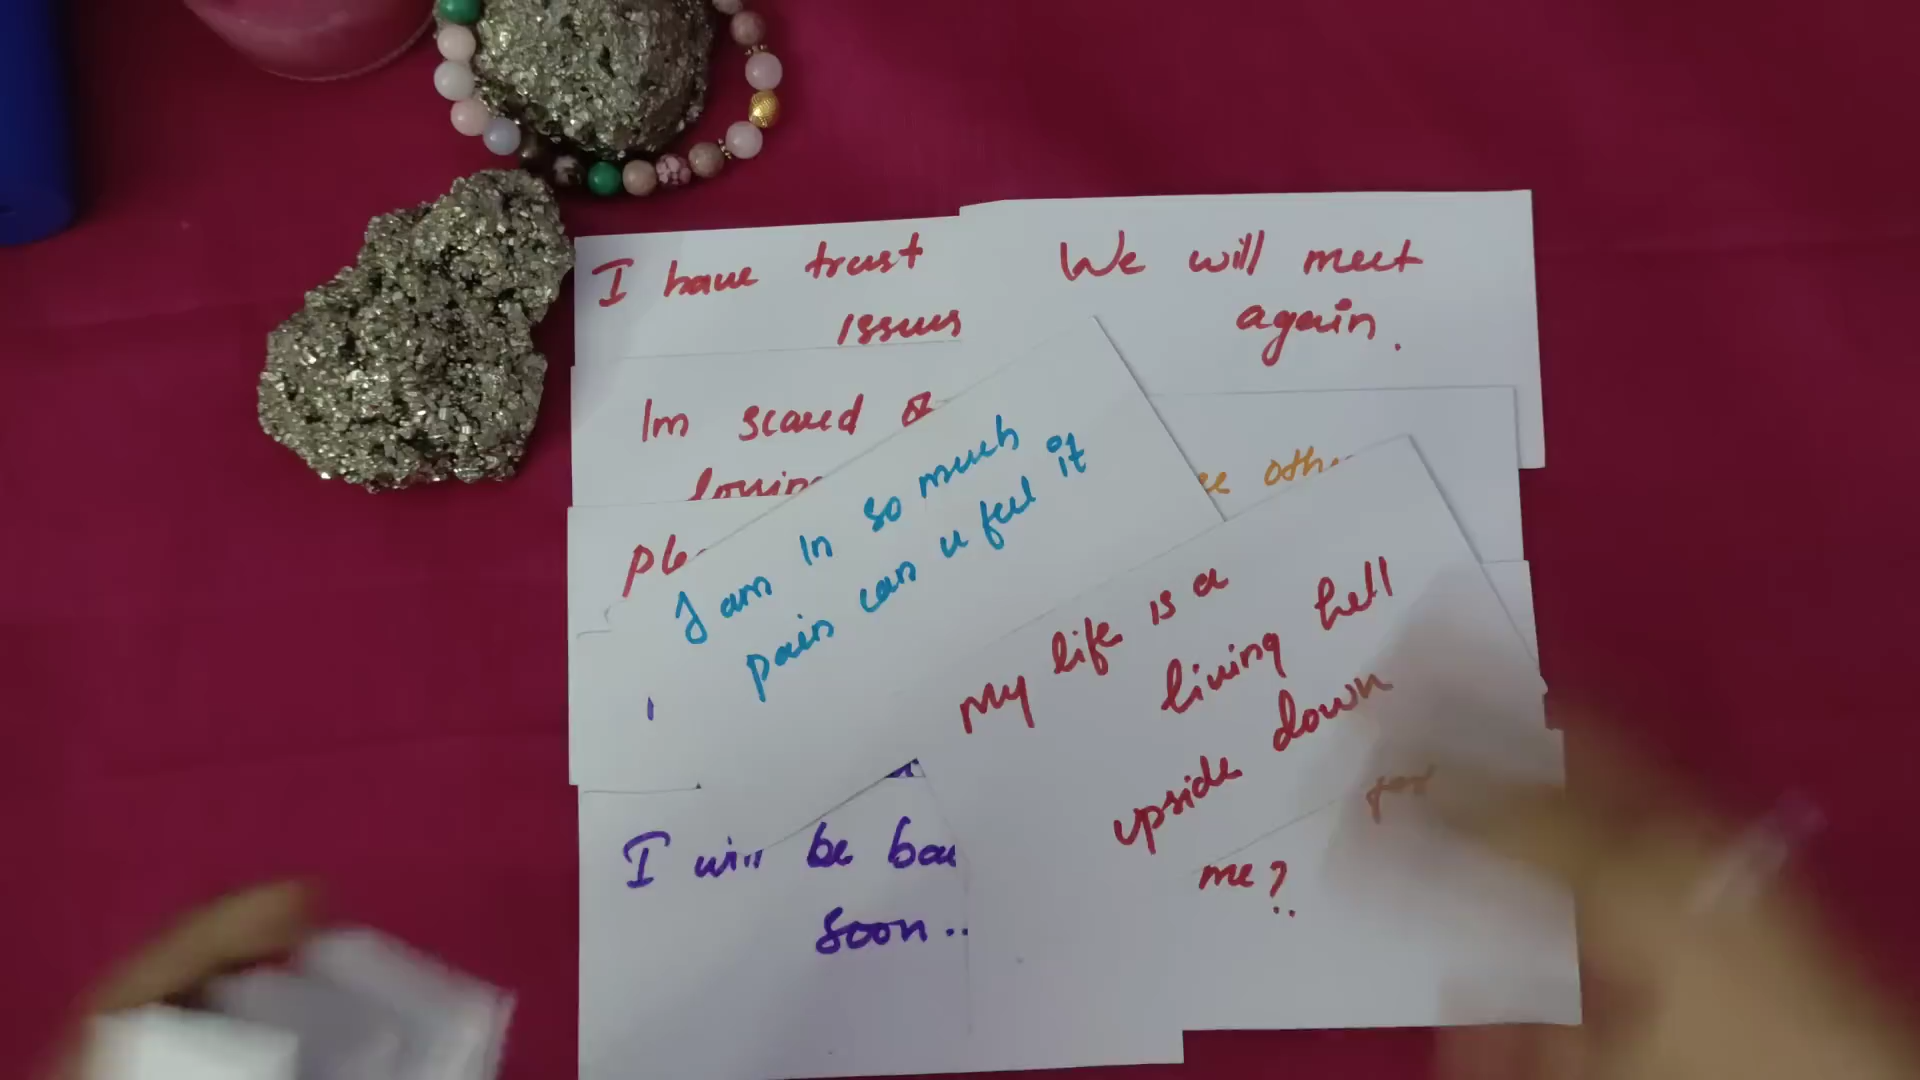 I have trust
issues
We will meet
again.
Im scared
I am in so much
pain can u feel it
My life is a
living hell
upside down
me?
I will be
soon..